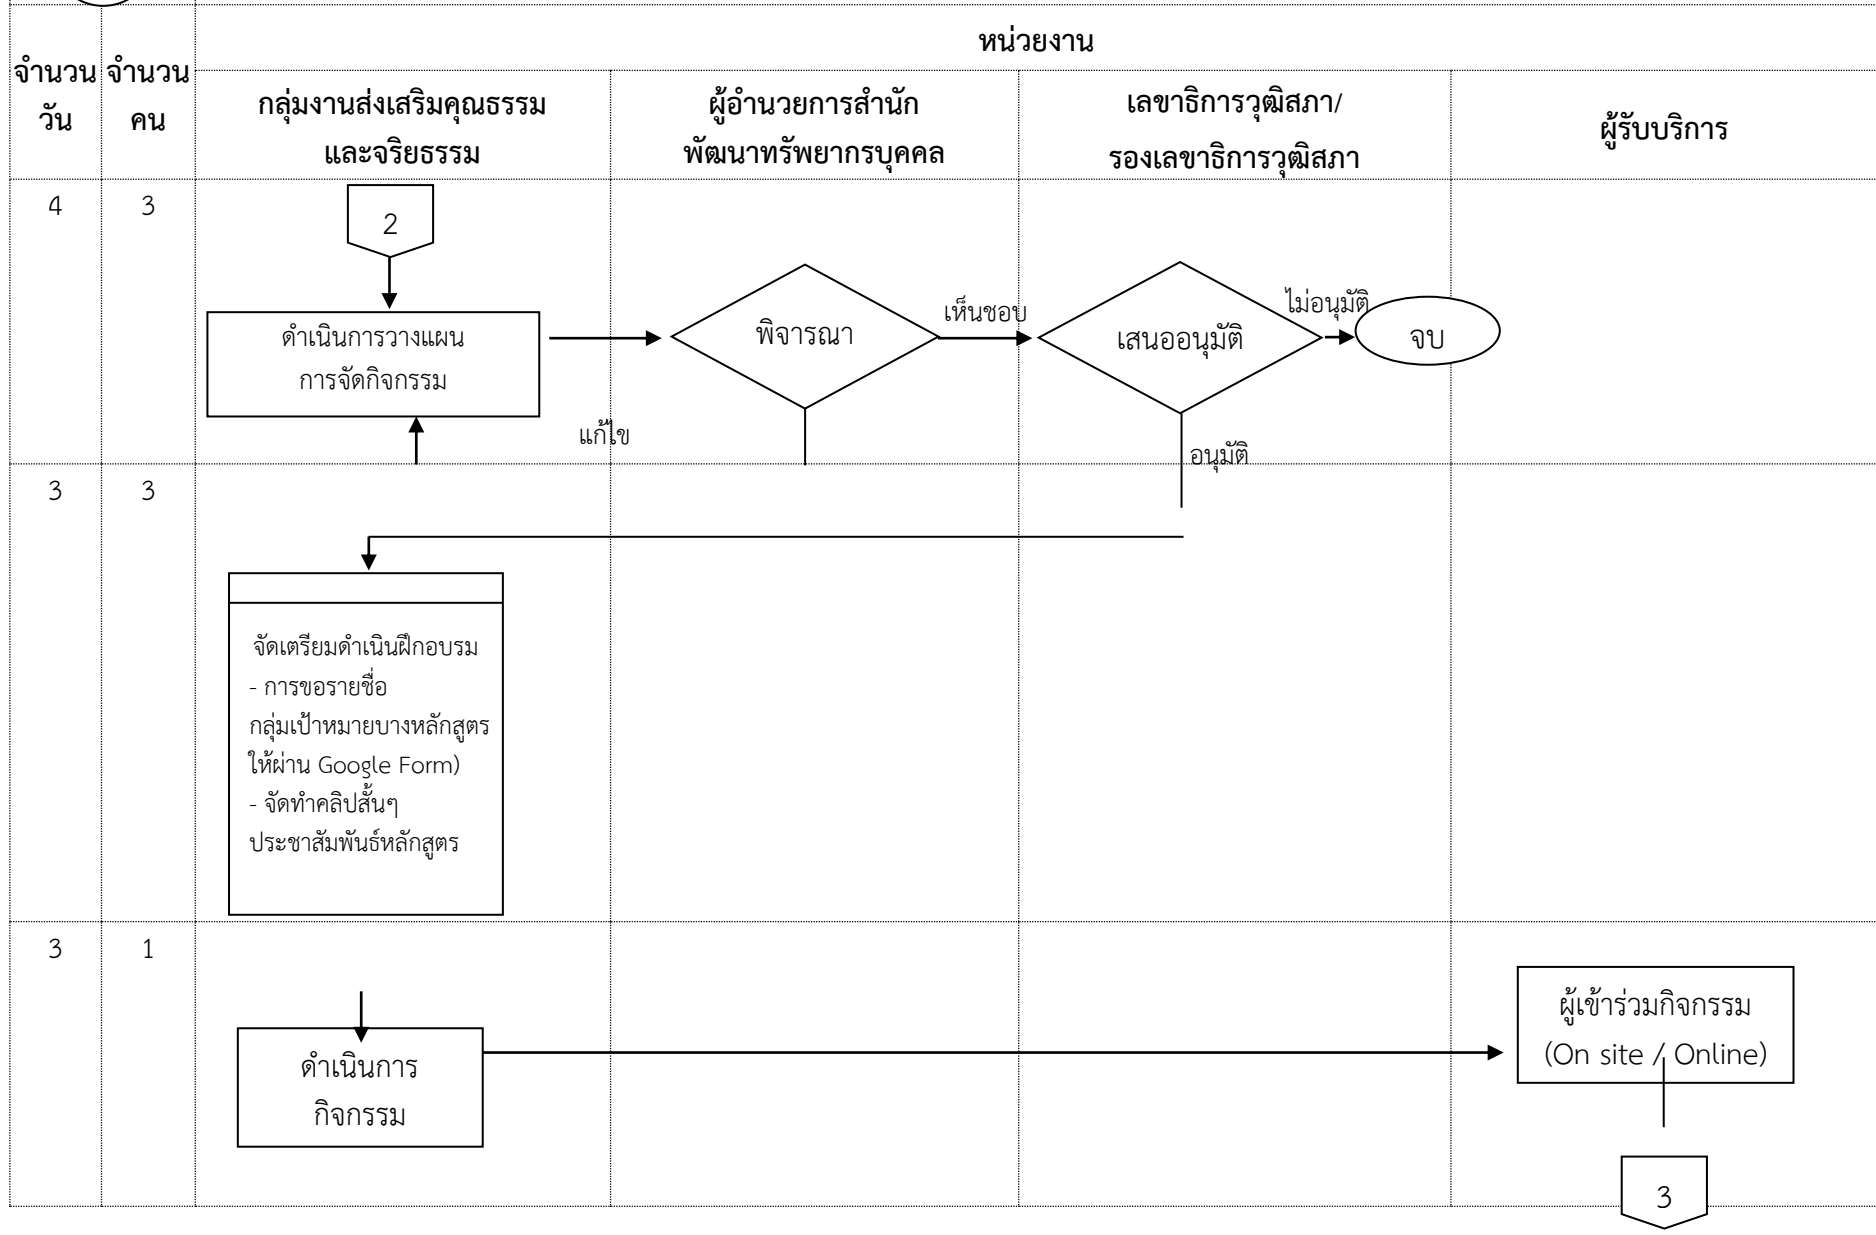 หน่วยงาน
จำนวน
วัน
จำนวน
คน
กลุ่มงานส่งเสริมคุณธรรม
และจริยธรรม
ผู้อำนวยการสำนัก
พัฒนาทรัพยากรบุคคล
เลขาธิการวุฒิสภา/
รองเลขาธิการวุฒิสภา
ผู้รับบริการ
4
3
2
ดำเนินการวางแผน
การจัดกิจกรรม
พิจารณา
เห็นชอบ
เสนออนุมัติ
ไม่อนุมัติ
จบ
แก้ไข
อนุมัติ
3
3
จัดเตรียมดำเนินฝึกอบรม
- การขอรายชื่อ
กลุ่มเป้าหมายบางหลักสูตร
ให้ผ่าน Google Form)
- จัดทำคลิปสั้นๆ
ประชาสัมพันธ์หลักสูตร
3
1
ดำเนินการ
กิจกรรม
ผู้เข้าร่วมกิจกรรม
(On site / Online)
3